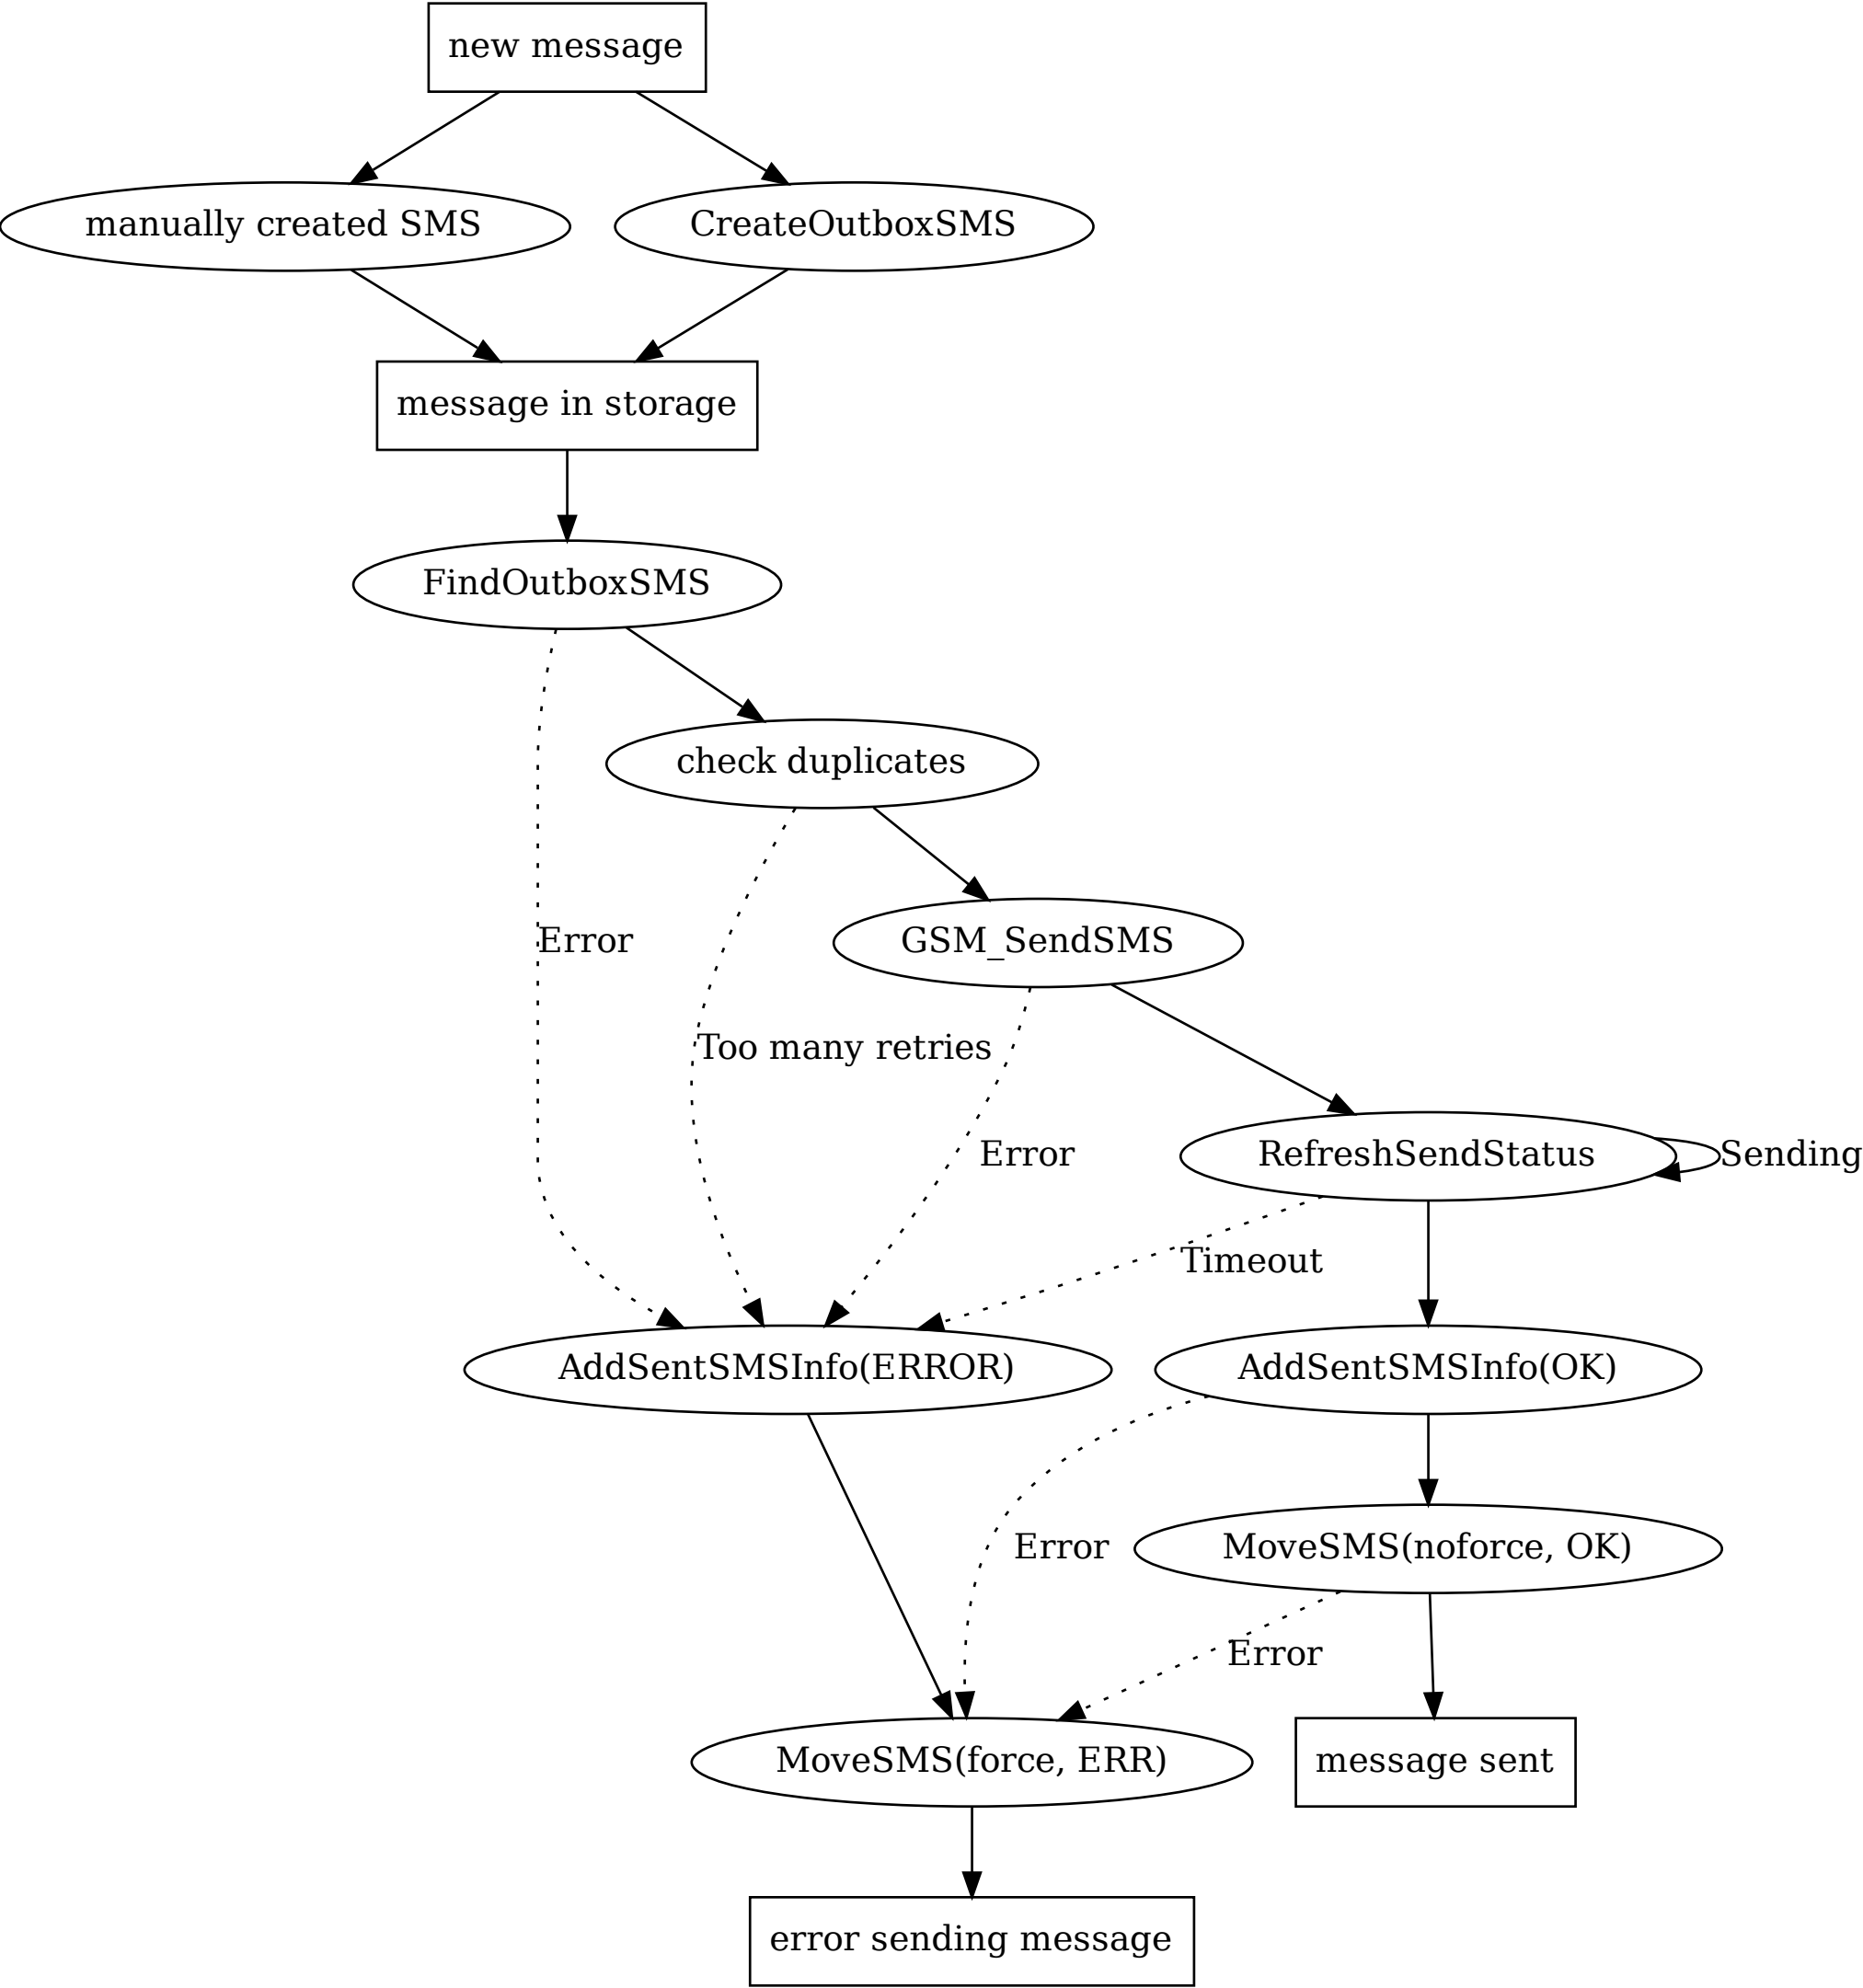 new message
manually created SMS
CreateOutboxSMS
message in storage
FindOutboxSMS
check duplicates
Error
GSM_SendSMS
Too many retries
Error
RefreshSendStatus
Sending
Timeout
AddSentSMSInfo(ERROR)
AddSentSMSInfo(OK)
Error
MoveSMS(noforce, OK)
Error
MoveSMS(force, ERR)
message sent
error sending message